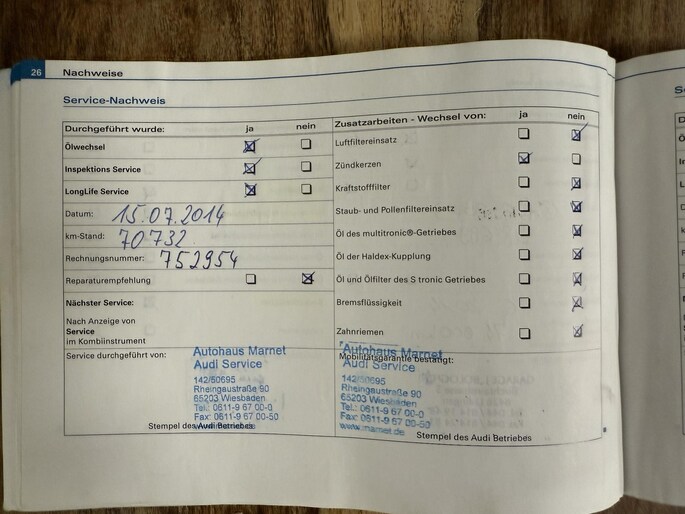 26 Nachweise
Service-Nachweis
Durchgeführt wurde: ja nein
Ölwechsel
Inspektions Service
LongLife Service
Datum: 15.07.2014
km-Stand: 70732
Rechnungsnummer: 752954
Reparaturempfehlung
Nächster Service:
Nach Anzeige von
Service
im Kombiinstrument
Service durchgeführt von:
Autohaus Marnet
Audi Service
142/50695
Rheingaustraße 90
65203 Wiesbaden
Tel.: 0611-9 67 00-0
Fax: 0611-9 67 00-50
Stempel des Audi Betriebes
Zusatzarbeiten - Wechsel von: ja nein
Luftfiltereinsatz
Zündkerzen
Kraftstofffilter
Staub- und Pollenfiltereinsatz
Öl des multitronic®-Getriebes
Öl der Haldex-Kupplung
Öl und Ölfilter des S tronic Getriebes
Bremsflüssigkeit
Zahnriemen
Mobilitätsgarantie bestätigt:
Autohaus Marnet
Audi Service
142/50695
Rheingaustraße 90
65203 Wiesbaden
Tel.: 0611-9 67 00-0
Fax: 0611-9 67 00-50
www.marnet.de
Stempel des Audi Betriebes